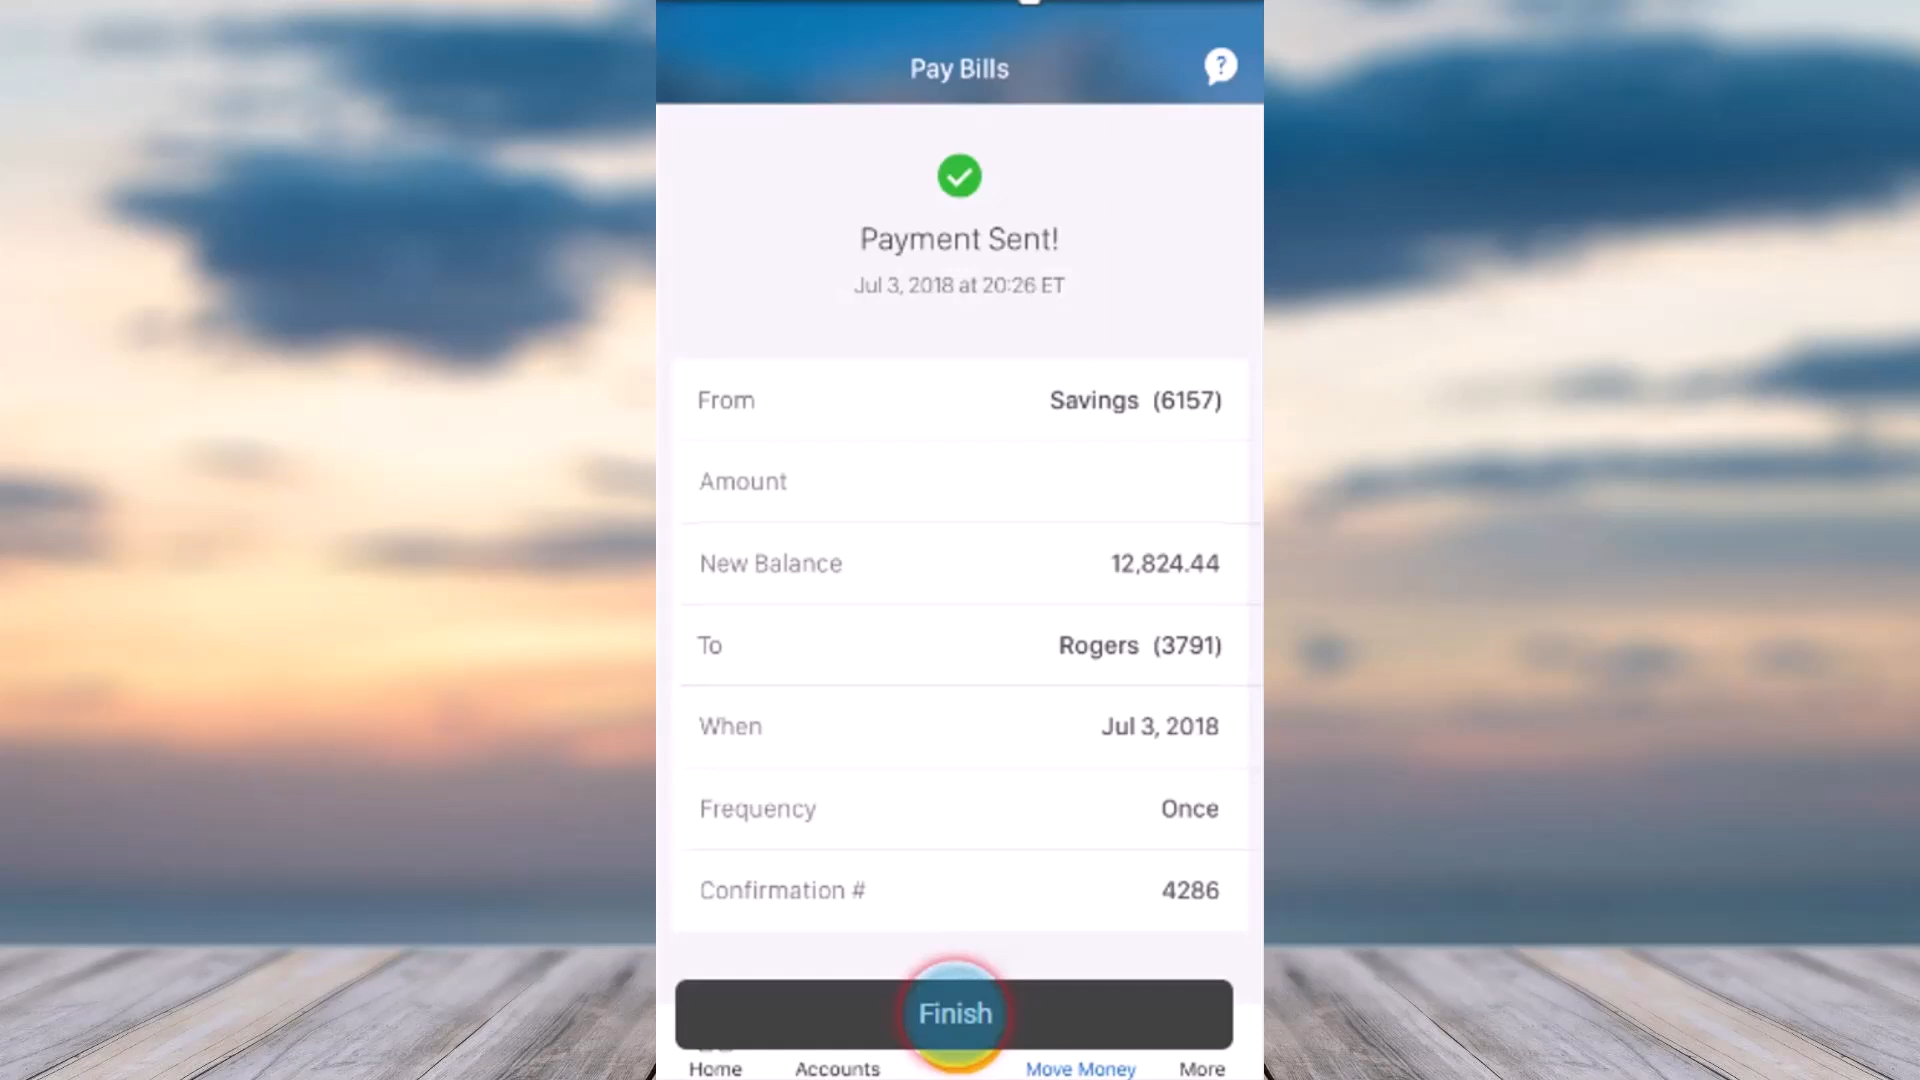 Pay Bills
?
Payment Sent!
Jul 3, 2018 at 20:26 ET
From Savings (6157)
Amount
New Balance 12,824.44
To Rogers (3791)
When Jul 3, 2018
Frequency Once
Confirmation # 4286
Finish
Home Accounts Move Money More